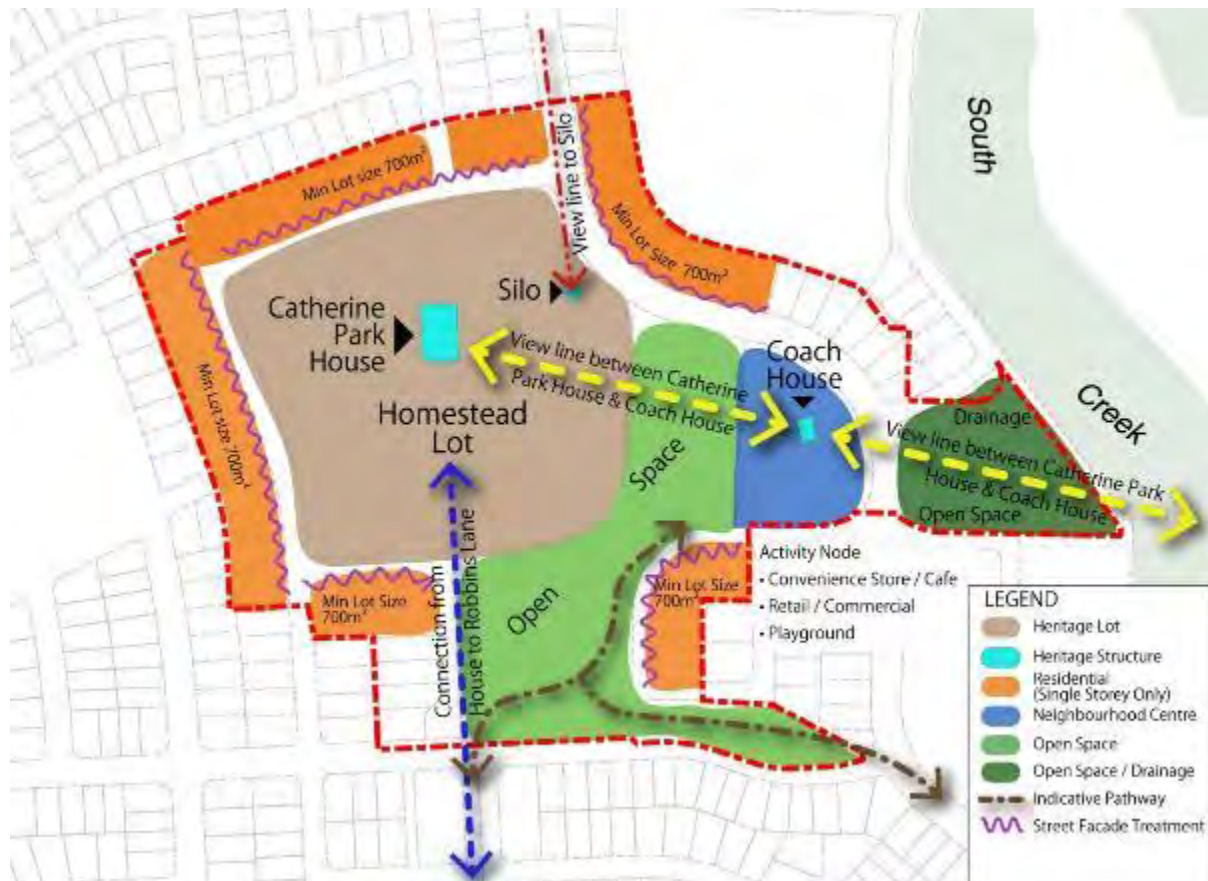 South
Creek
Min Lot size 700m²
View line to Silo
Min Lot Size 700m²
Silo
Catherine
Park
House
View line between Catherine
Park House & Coach House
Coach
House
Homestead
Lot
Min Lot size 700m²
Space
Drainage
View line between Catherine Park
House & Coach House
Open Space
Min Lot Size
700m²
Connection from
House to Robbins Lane
Open
Min Lot Size
700m²
Activity Node
• Convenience Store / Cafe
• Retail / Commercial
• Playground
LEGEND
Heritage Lot
Heritage Structure
Residential
(Single Storey Only)
Neighbourhood Centre
Open Space
Open Space / Drainage
Indicative Pathway
Street Facade Treatment